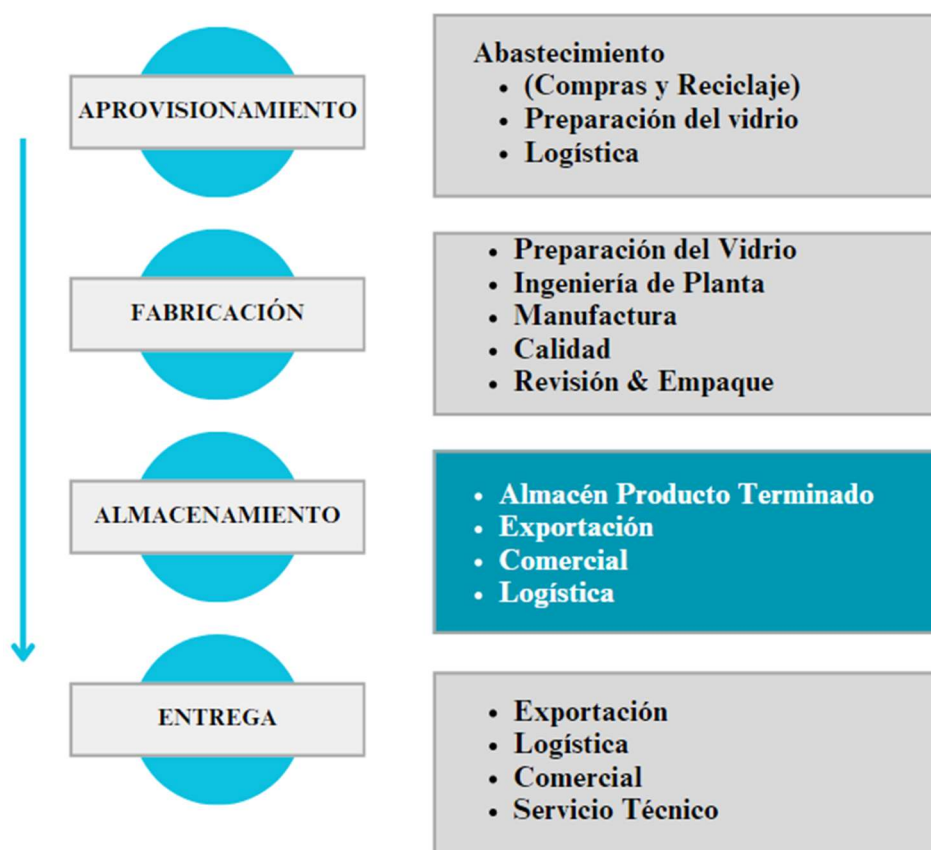 APROVISIONAMIENTO
Abastecimiento
• (Compras y Reciclaje)
• Preparación del vidrio
• Logística
FABRICACIÓN
• Preparación del Vidrio
• Ingeniería de Planta
• Manufactura
• Calidad
• Revisión & Empaque
ALMACENAMIENTO
• Almacén Producto Terminado
• Exportación
• Comercial
• Logística
ENTREGA
• Exportación
• Logística
• Comercial
• Servicio Técnico